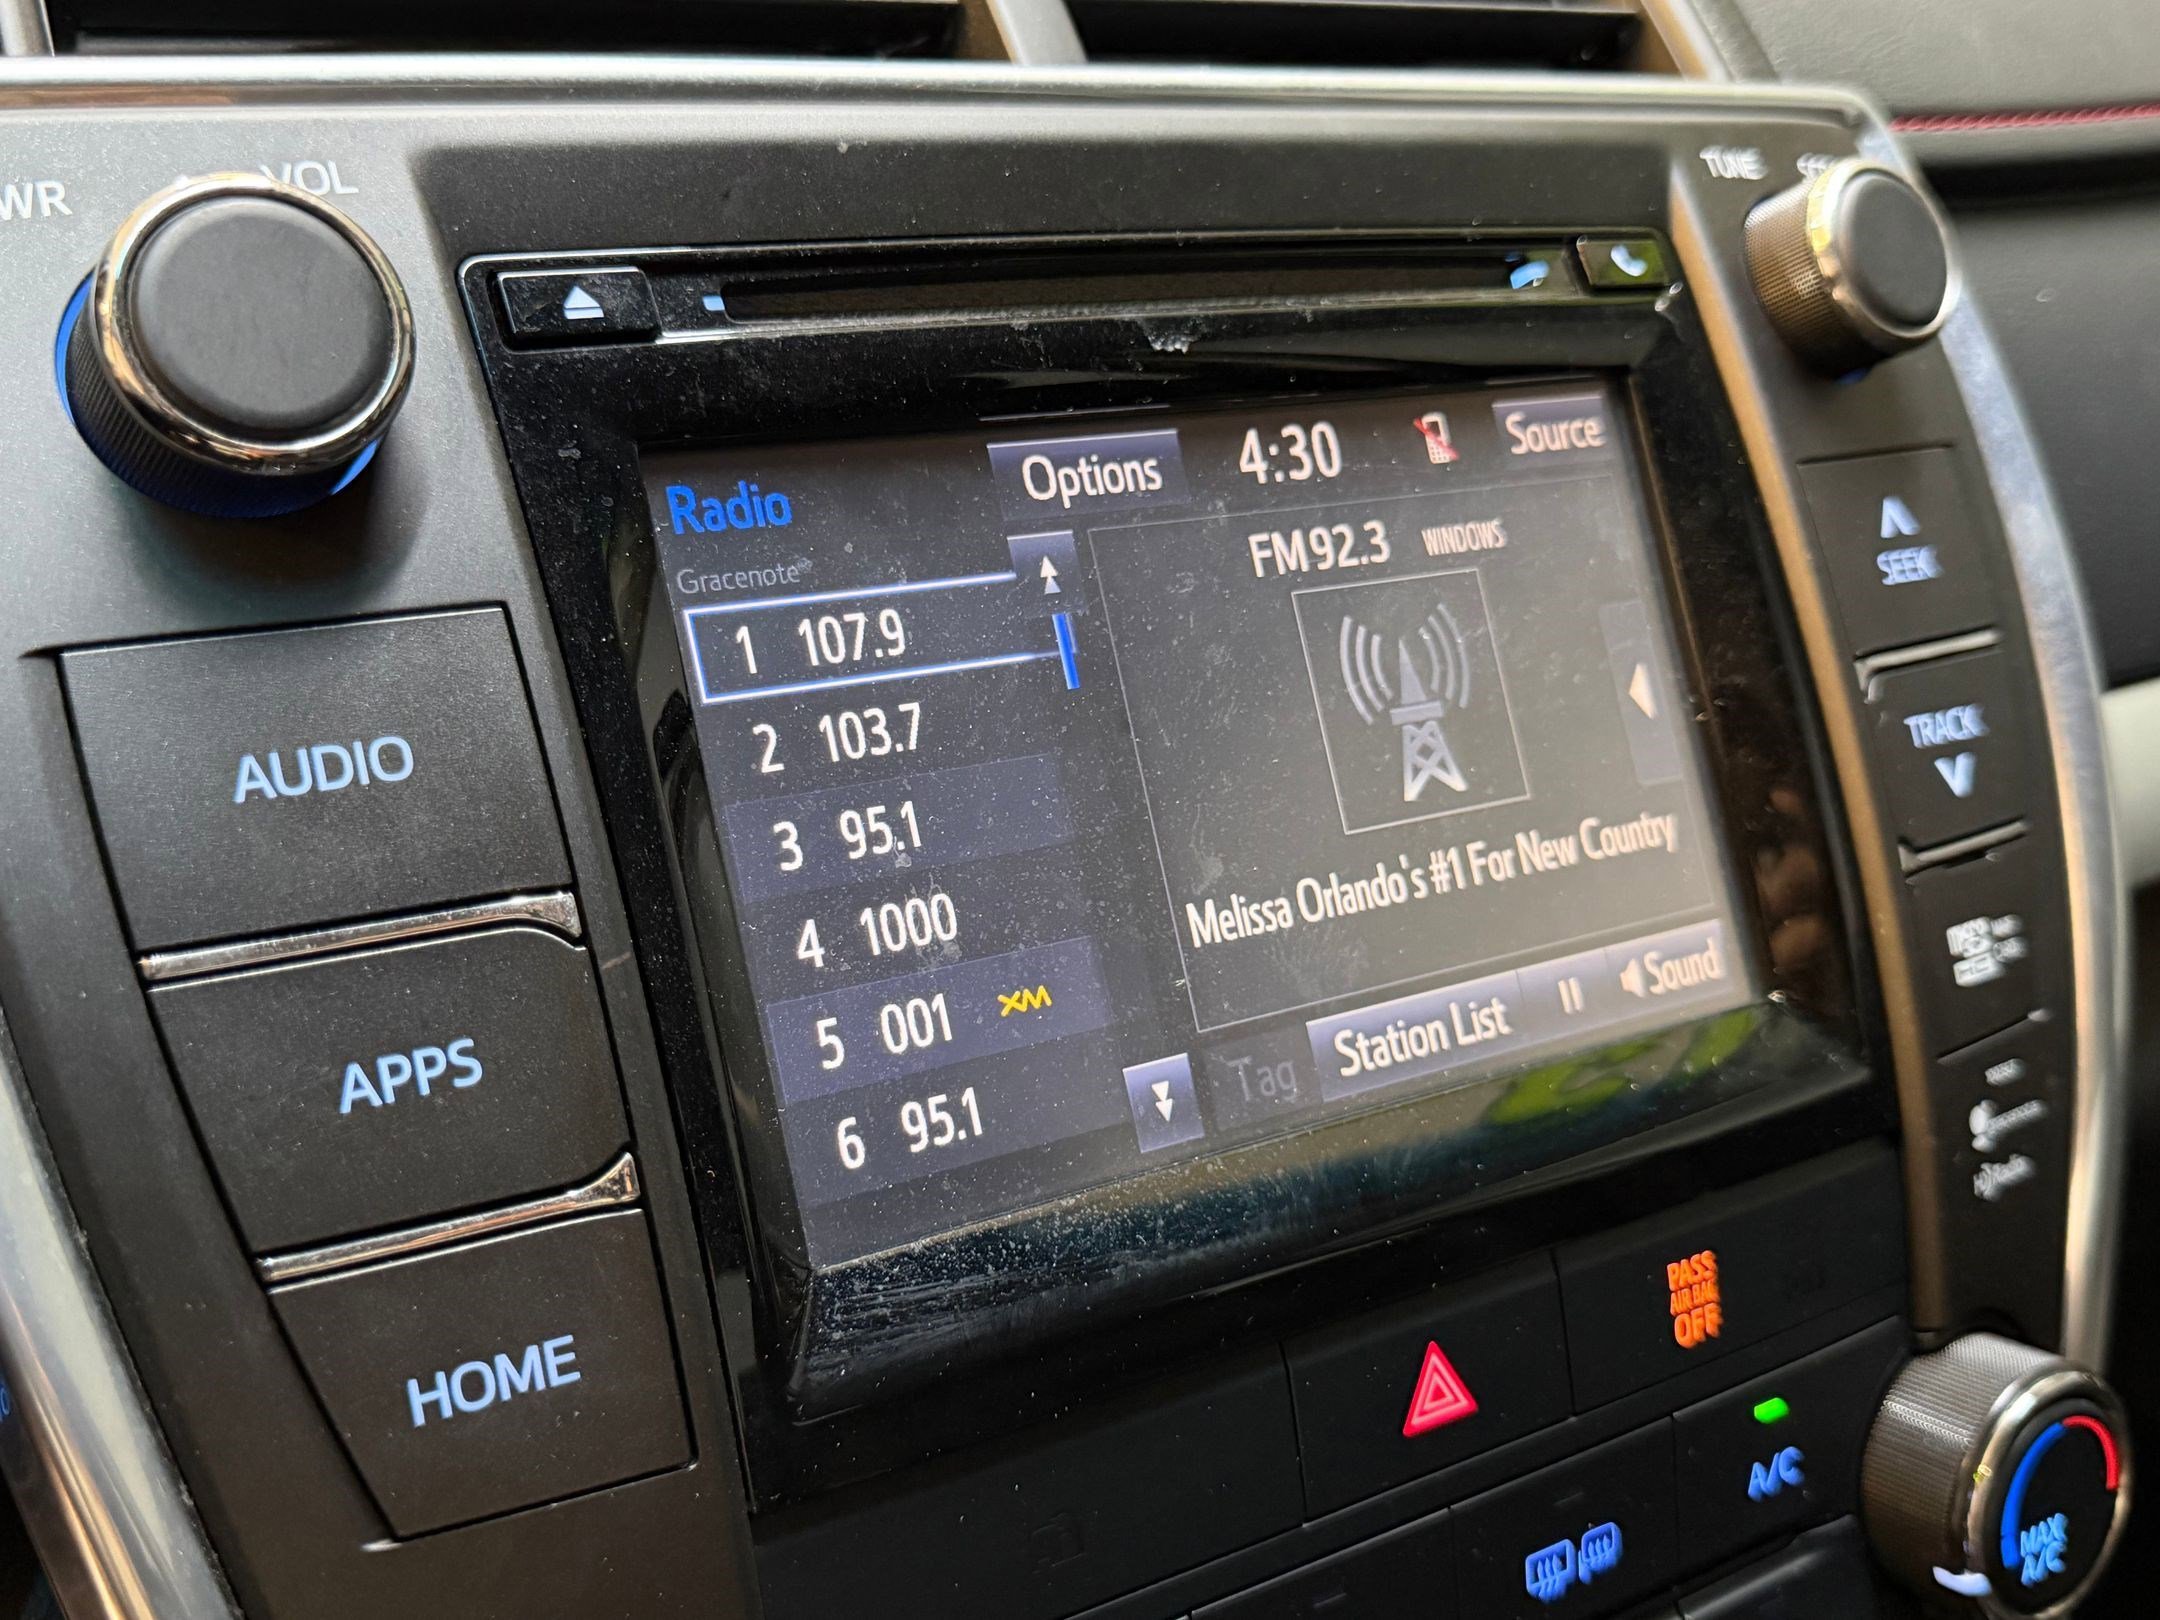 VOL
TUNE
Options
4:30
Source
Radio
FM 92.3 WINDOWS
Gracenote®
1 107.9
2 103.7
3 95.1
4 1000
5 001 XM
6 95.1
Melissa Orlando's #1 For New Country
Tag
Station List
Sound
AUDIO
APPS
HOME
SEEK
TRACK
PASS
AIR BAG
OFF
A/C
MAX
A/C